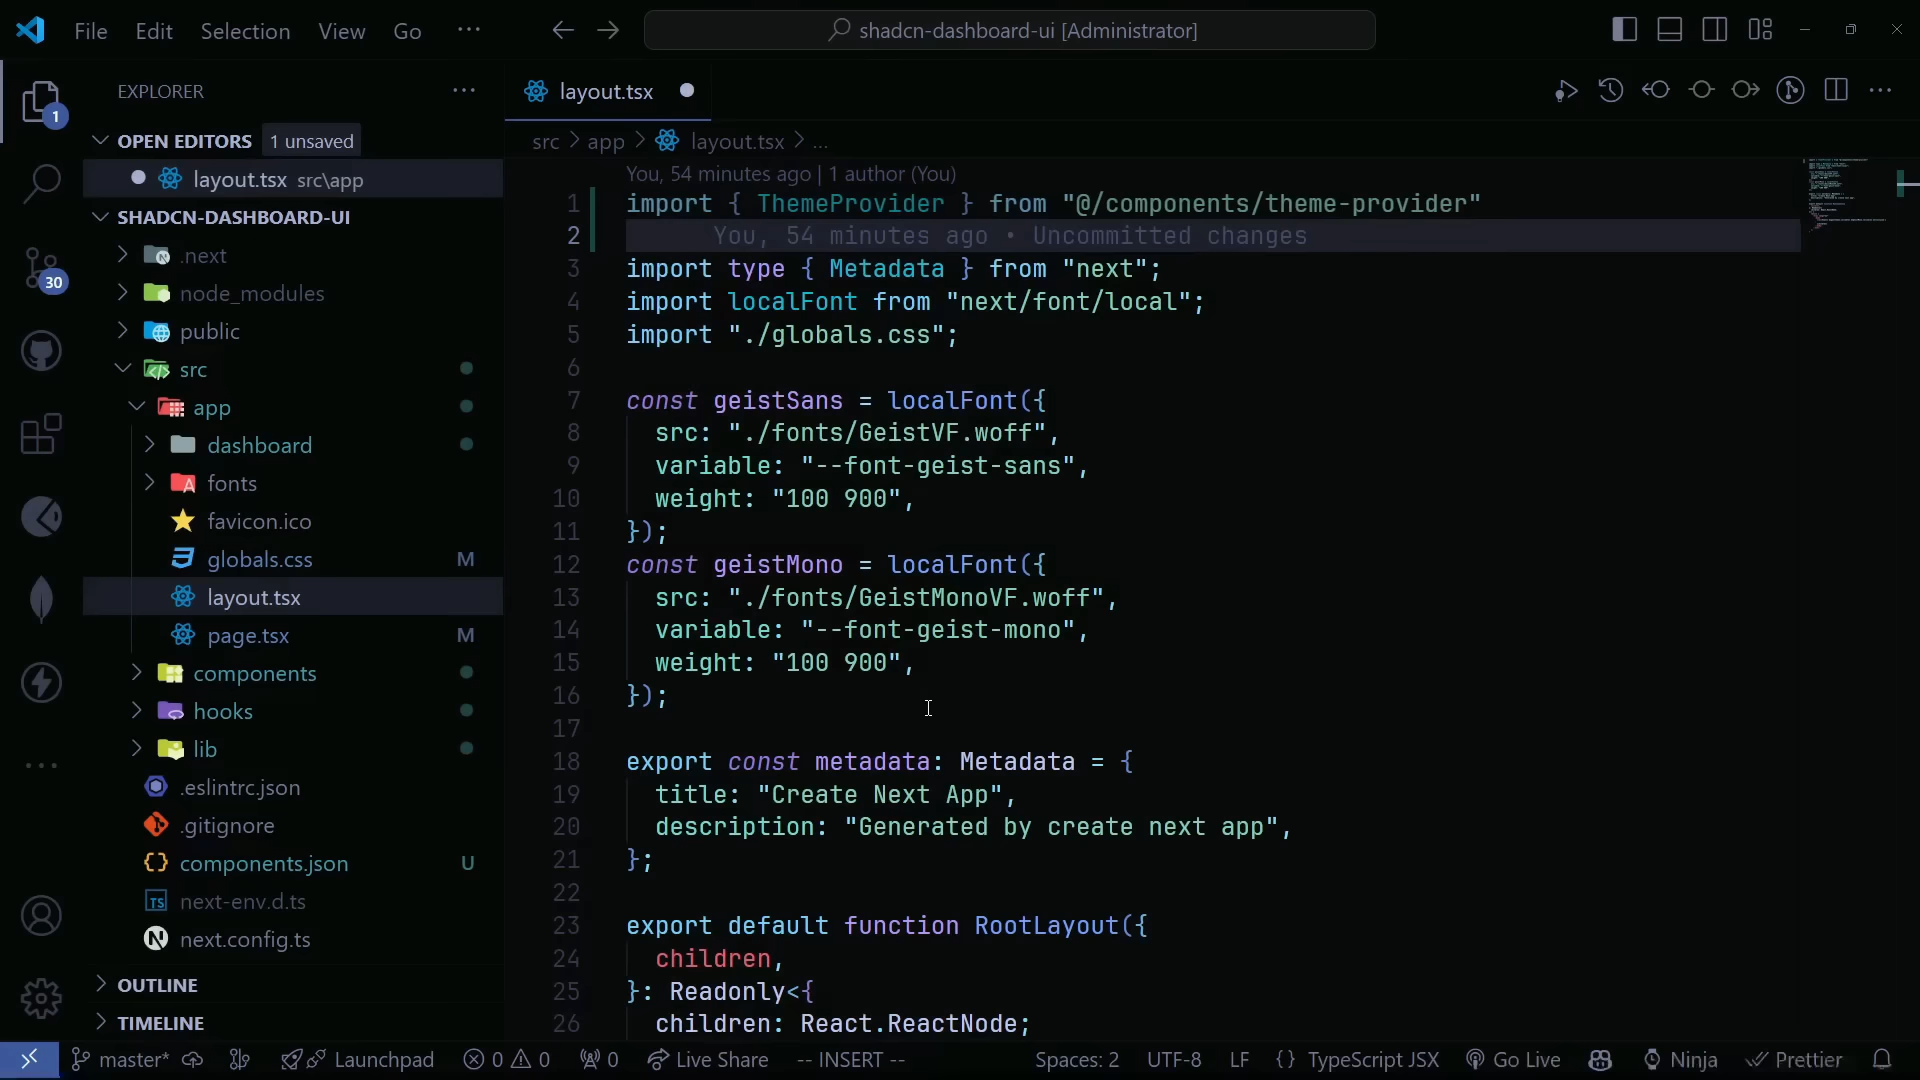 File Edit Selection View Go ...
shadcn-dashboard-ui [Administrator]
EXPLORER
1
OPEN EDITORS 1 unsaved
layout.tsx src\app
SHADCN-DASHBOARD-UI
.next
node_modules
public
src
app
dashboard
fonts
favicon.ico
globals.css M
layout.tsx
page.tsx M
components
hooks
lib
.eslintrc.json
.gitignore
components.json U
TS next-env.d.ts
N next.config.ts
OUTLINE
TIMELINE
30
layout.tsx
src > app > layout.tsx > ...
You, 54 minutes ago | 1 author (You)
1 import { ThemeProvider } from "@/components/theme-provider"
2 You, 54 minutes ago • Uncommitted changes
3 import type { Metadata } from "next";
4 import localFont from "next/font/local";
5 import "./globals.css";
6
7 const geistSans = localFont({
8 src: "./fonts/GeistVF.woff",
9 variable: "--font-geist-sans",
10 weight: "100 900",
11 });
12 const geistMono = localFont({
13 src: "./fonts/GeistMonoVF.woff",
14 variable: "--font-geist-mono",
15 weight: "100 900",
16 });
17
18 export const metadata: Metadata = {
19 title: "Create Next App",
20 description: "Generated by create next app",
21 };
22
23 export default function RootLayout({
24 children,
25 }: Readonly<{
26 children: React.ReactNode;
master* Launchpad 0 0 0 Live Share -- INSERT -- Spaces: 2 UTF-8 LF {} TypeScript JSX Go Live Ninja Prettier